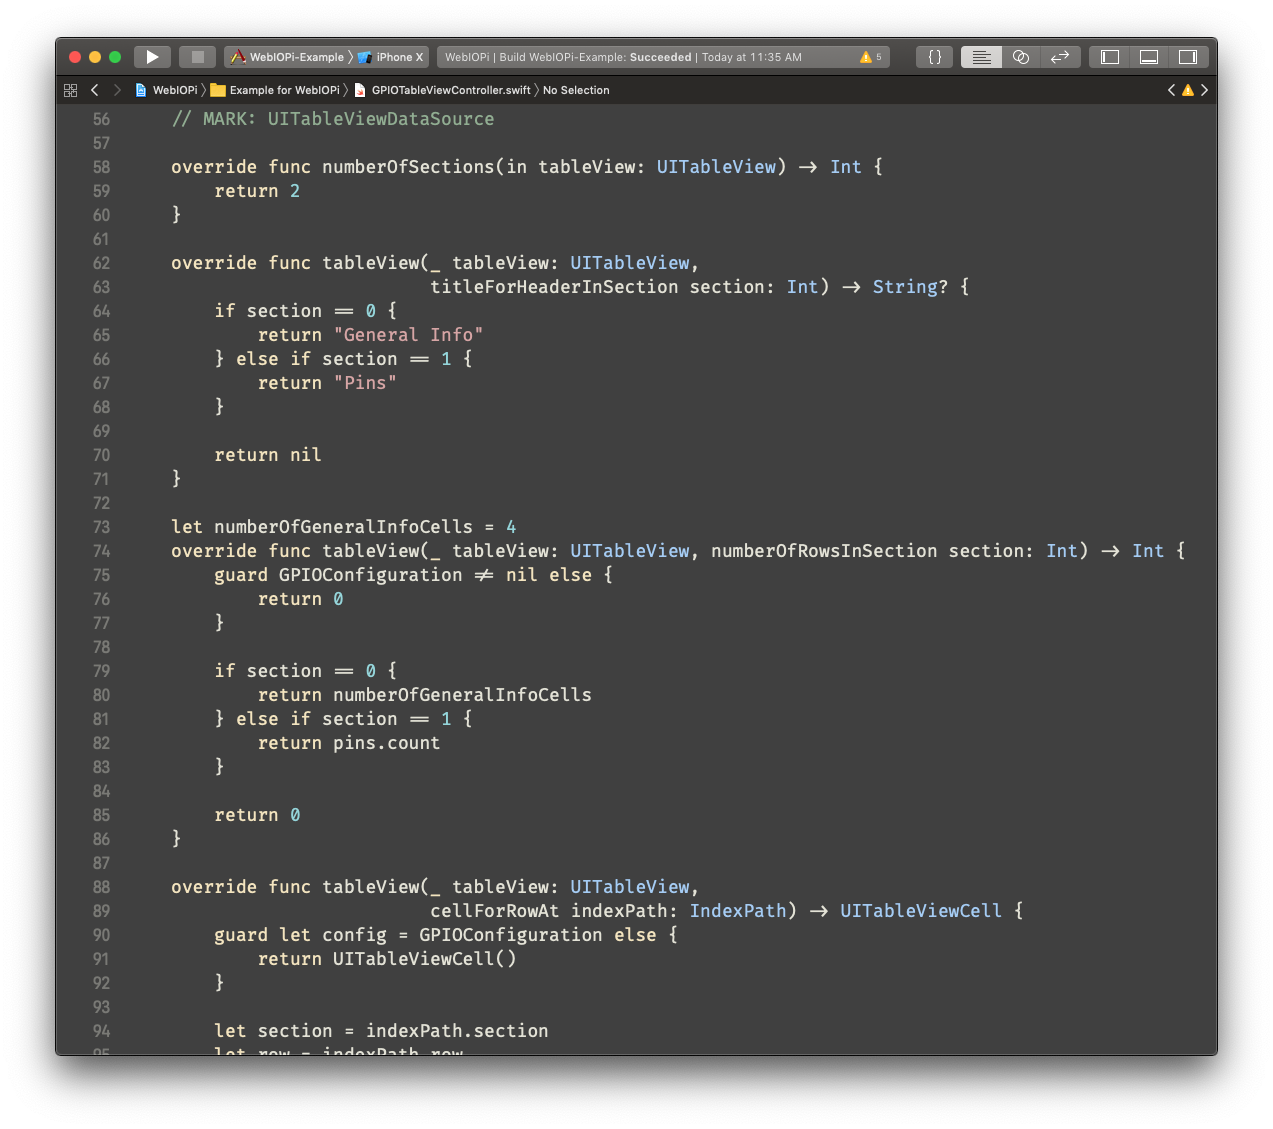 WebIOPi-Example 〉 iPhone X WebIOPi | Build WebIOPi-Example: Succeeded | Today at 11:35 AM 5 {}
WebIOPi 〉 Example for WebIOPi 〉 GPIOTableViewController.swift 〉 No Selection
56 // MARK: UITableViewDataSource
57
58 override func numberOfSections(in tableView: UITableView) -> Int {
59 return 2
60 }
61
62 override func tableView(_ tableView: UITableView,
63 titleForHeaderInSection section: Int) -> String? {
64 if section == 0 {
65 return "General Info"
66 } else if section == 1 {
67 return "Pins"
68 }
69
70 return nil
71 }
72
73 let numberOfGeneralInfoCells = 4
74 override func tableView(_ tableView: UITableView, numberOfRowsInSection section: Int) -> Int {
75 guard GPIOConfiguration != nil else {
76 return 0
77 }
78
79 if section == 0 {
80 return numberOfGeneralInfoCells
81 } else if section == 1 {
82 return pins.count
83 }
84
85 return 0
86 }
87
88 override func tableView(_ tableView: UITableView,
89 cellForRowAt indexPath: IndexPath) -> UITableViewCell {
90 guard let config = GPIOConfiguration else {
91 return UITableViewCell()
92 }
93
94 let section = indexPath.section
95 let row = indexPath.row